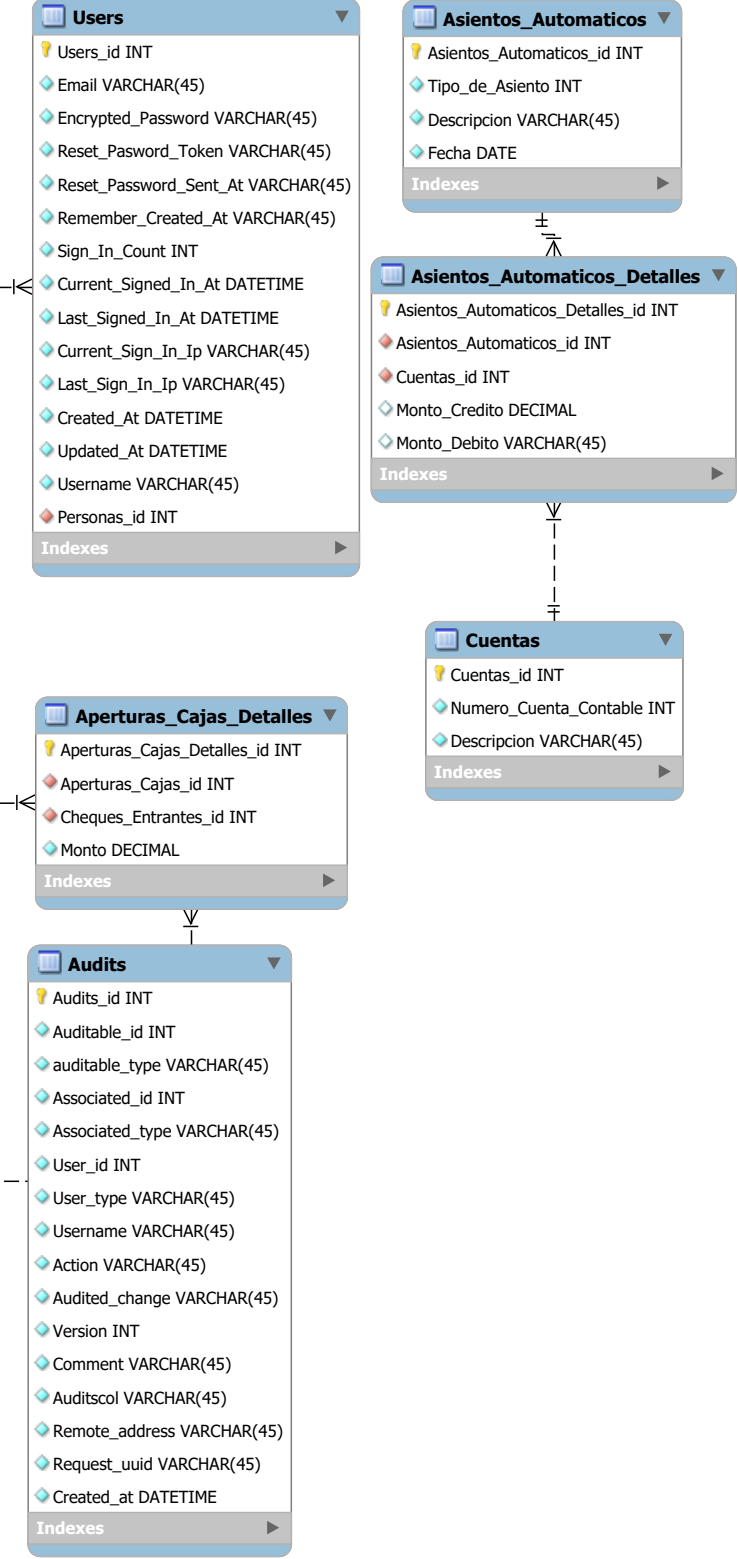 Users
Users_id INT
Email VARCHAR(45)
Encrypted_Password VARCHAR(45)
Reset_Pasword_Token VARCHAR(45)
Reset_Password_Sent_At VARCHAR(45)
Remember_Created_At VARCHAR(45)
Sign_In_Count INT
Current_Signed_In_At DATETIME
Last_Signed_In_At DATETIME
Current_Sign_In_Ip VARCHAR(45)
Last_Sign_In_Ip VARCHAR(45)
Created_At DATETIME
Updated_At DATETIME
Username VARCHAR(45)
Personas_id INT
Indexes
Asientos_Automaticos
Asientos_Automaticos_id INT
Tipo_de_Asiento INT
Descripcion VARCHAR(45)
Fecha DATE
Indexes
Asientos_Automaticos_Detalles
Asientos_Automaticos_Detalles_id INT
Asientos_Automaticos_id INT
Cuentas_id INT
Monto_Credito DECIMAL
Monto_Debito VARCHAR(45)
Indexes
Cuentas
Cuentas_id INT
Numero_Cuenta_Contable INT
Descripcion VARCHAR(45)
Indexes
Aperturas_Cajas_Detalles
Aperturas_Cajas_Detalles_id INT
Aperturas_Cajas_id INT
Cheques_Entrantes_id INT
Monto DECIMAL
Indexes
Audits
Audits_id INT
Auditable_id INT
auditable_type VARCHAR(45)
Associated_id INT
Associated_type VARCHAR(45)
User_id INT
User_type VARCHAR(45)
Username VARCHAR(45)
Action VARCHAR(45)
Audited_change VARCHAR(45)
Version INT
Comment VARCHAR(45)
Auditscol VARCHAR(45)
Remote_address VARCHAR(45)
Request_uuid VARCHAR(45)
Created_at DATETIME
Indexes